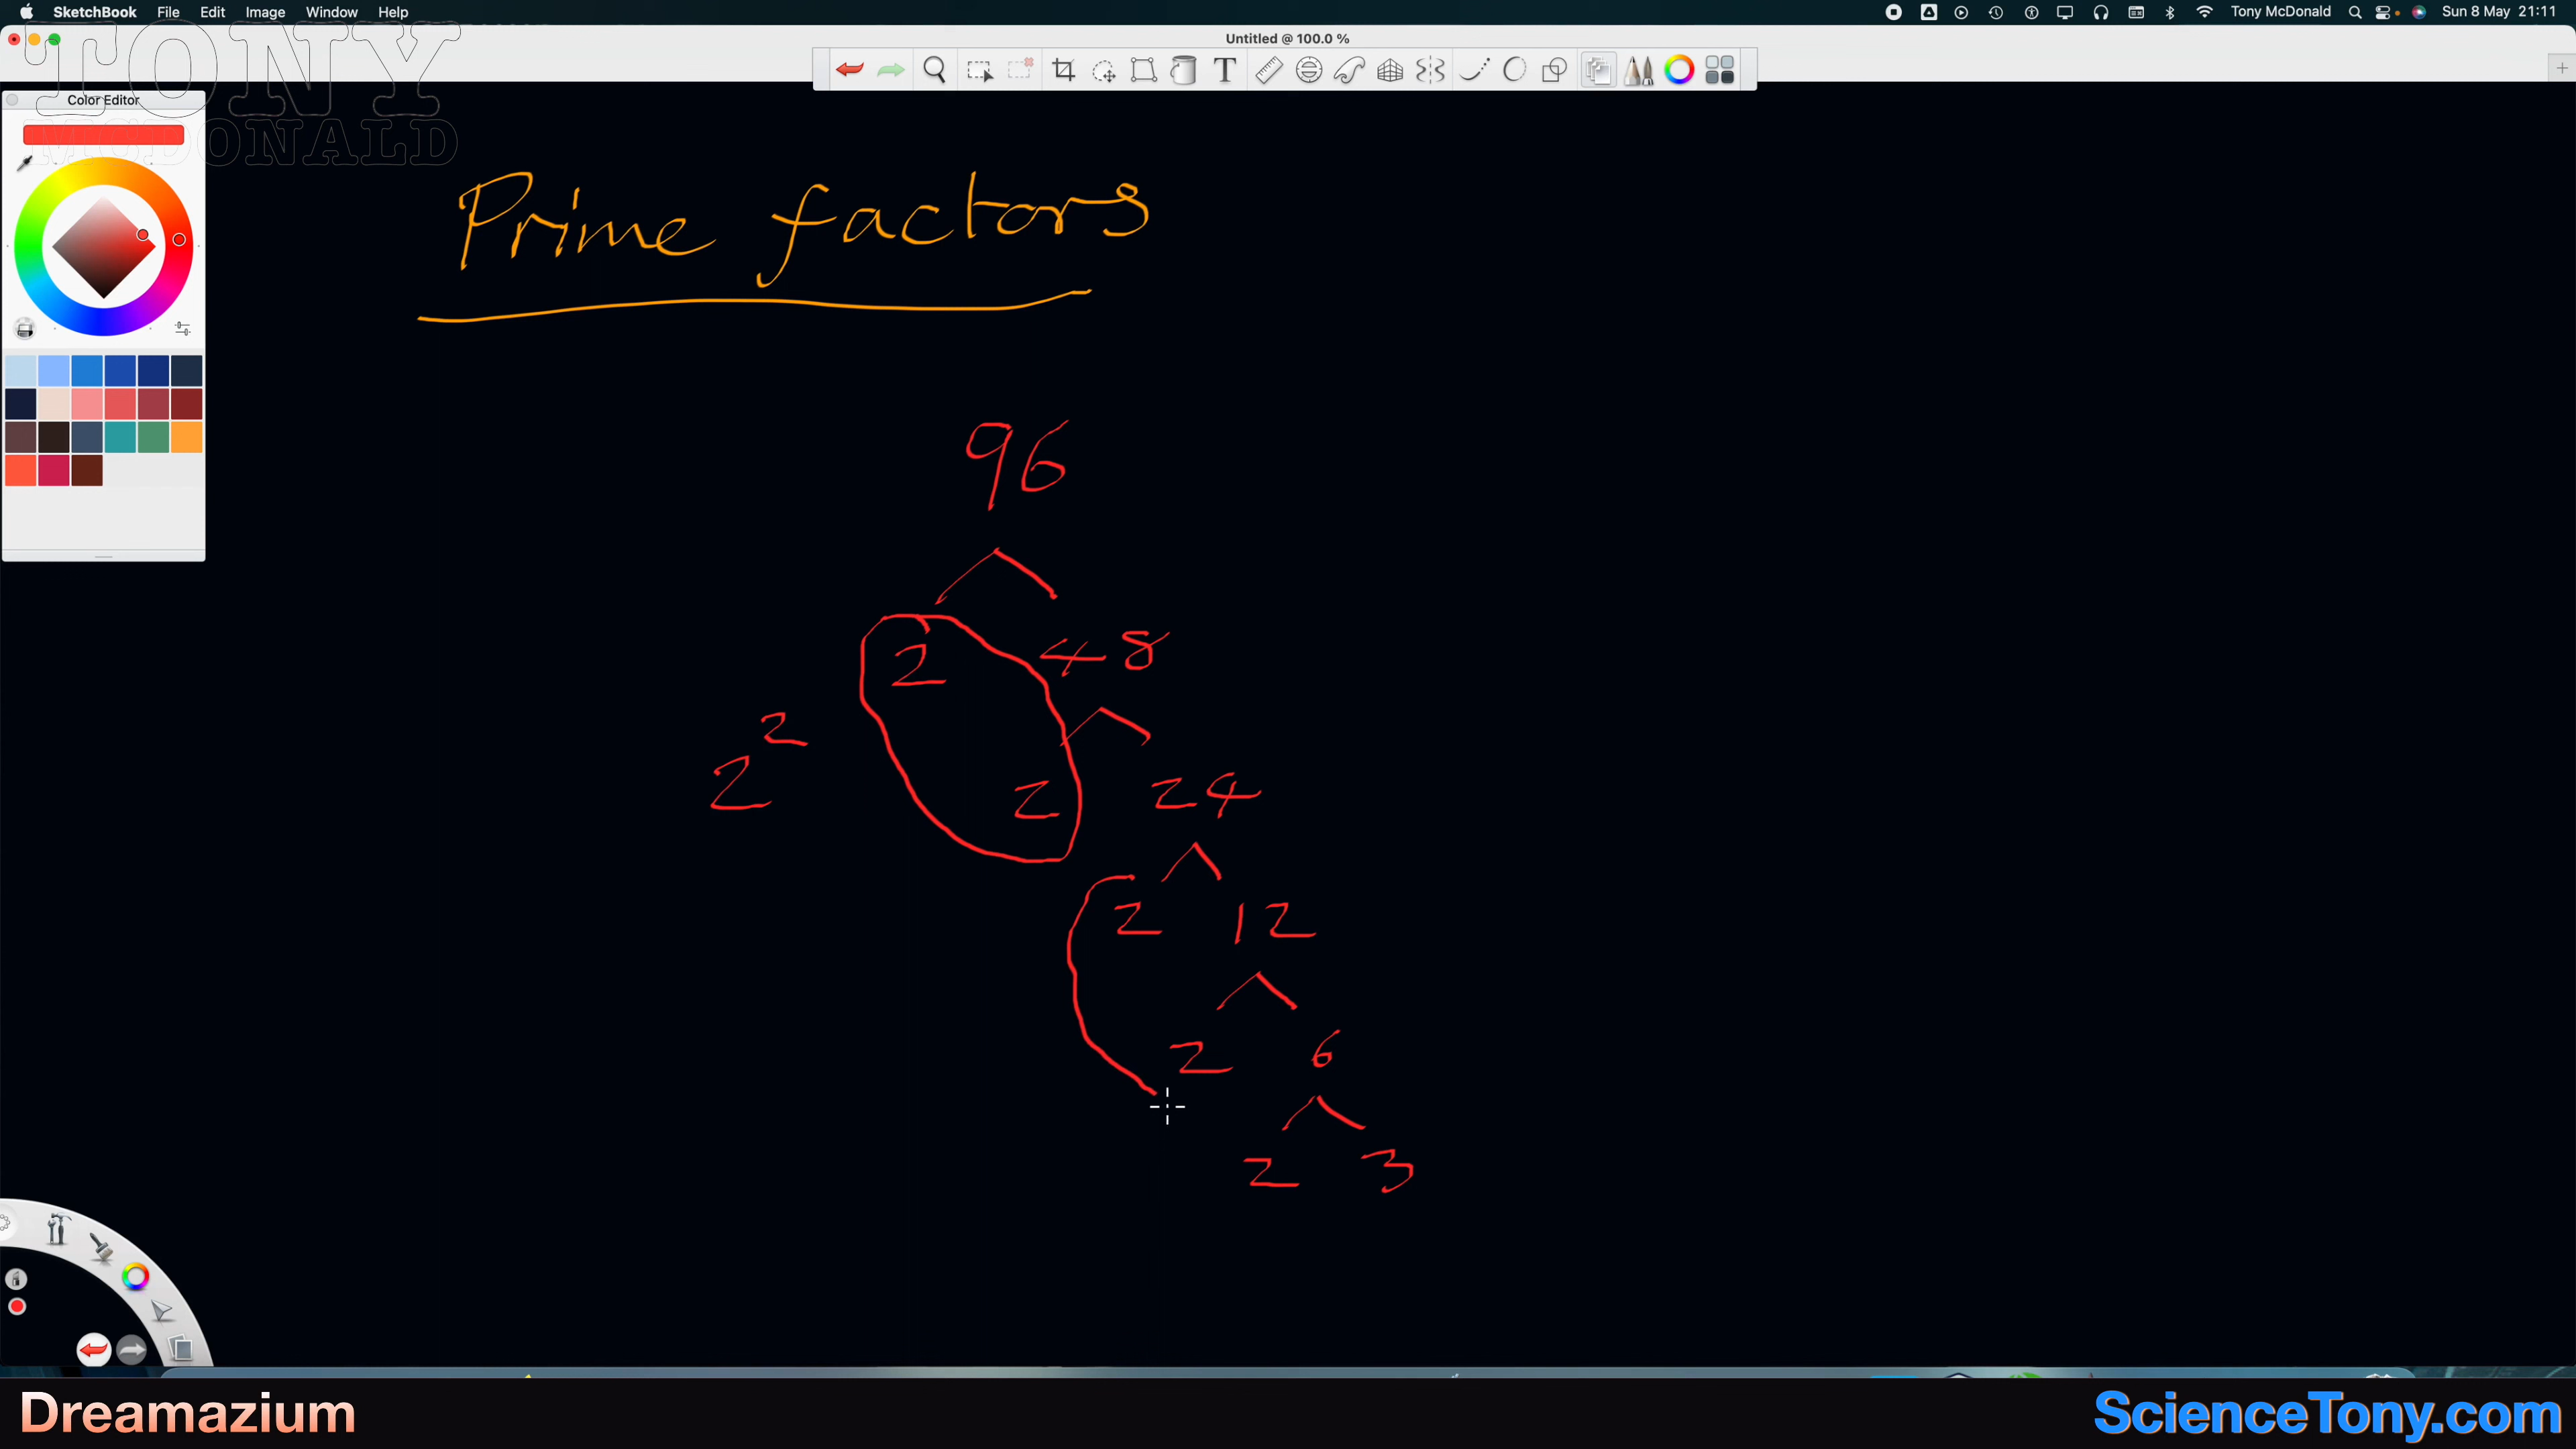 SketchBook File Edit Image Window Help Tony McDonald Sun 8 May 21:11
TONY
MCDONALD
Untitled @ 100.0 %
Color Editor
Prime factors
96
2 48
2²
2 24
2 12
2 6
2 3
Dreamazium
ScienceTony.com